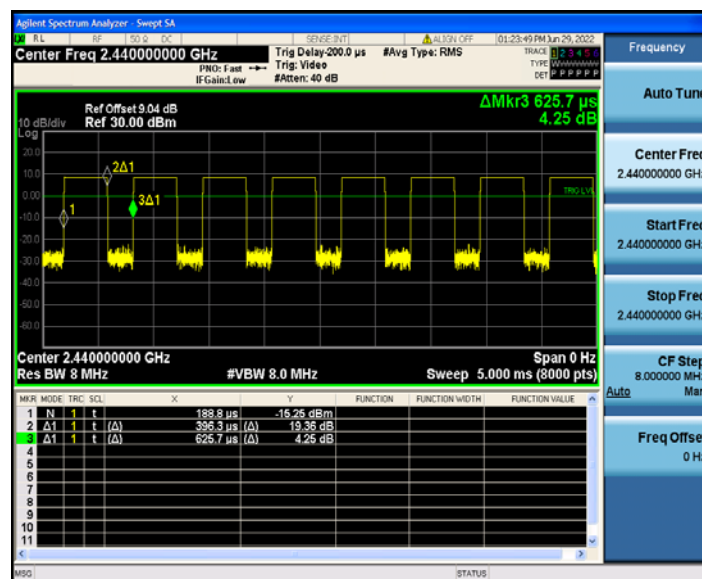 Agilent Spectrum Analyzer - Swept SA
RL RF 50 Ω DC SENSE:INT ALIGN OFF 01:23:49 PM Jun 29, 2022
Center Freq 2.440000000 GHz
PNO: Fast
IFGain:Low
Trig Delay-200.0 µs
Trig: Video
#Atten: 40 dB
#Avg Type: RMS
TRACE 1 2 3 4 5 6
TYPE W
DET P P P P P P
ΔMkr3 625.7 µs
4.25 dB
Ref Offset 9.04 dB
10 dB/div Ref 30.00 dBm
Log
20.0
10.0
0.00
-10.0
-20.0
-30.0
-40.0
-50.0
-60.0
1
2Δ1
3Δ1
TRIG LVL
Center 2.440000000 GHz Span 0 Hz
Res BW 8 MHz #VBW 8.0 MHz Sweep 5.000 ms (8000 pts)
MKR MODE TRC SCL X Y FUNCTION FUNCTION WIDTH FUNCTION VALUE
1 N 1 t 188.8 µs -15.25 dBm
2 Δ1 1 t (Δ) 396.3 µs (Δ) 19.36 dB
3 Δ1 1 t (Δ) 625.7 µs (Δ) 4.25 dB
4
5
6
7
8
9
10
11
MSG STATUS
Frequency
Auto Tune
Center Freq
2.440000000 GHz
Start Freq
2.440000000 GHz
Stop Freq
2.440000000 GHz
CF Step
8.000000 MHz
Auto Man
Freq Offset
0 Hz